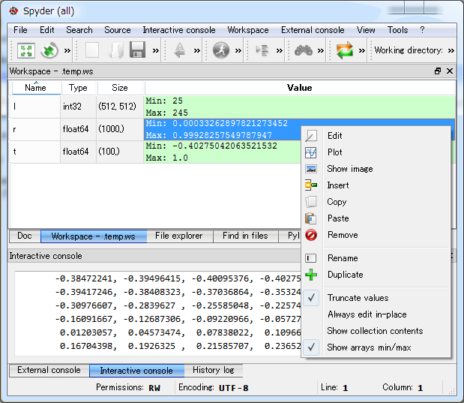 Spyder (all)
File Edit Search Source Interactive console Workspace External console View Tools ?
Working directory:
Workspace - .temp.ws
Name Type Size Value
l int32 (512, 512) Min: 25
Max: 245
r float64 (1000,) Min: 0.00033262897821273452
Max: 0.99928257549787947
t float64 (100,) Min: -0.40275042063521532
Max: 1.0
Edit
Plot
Show image
Insert
Copy
Paste
Remove
Rename
Duplicate
Truncate values
Always edit in-place
Show collection contents
Show arrays min/max
Doc Workspace - .temp.ws File explorer Find in files Pyl
Interactive console
-0.38472241, -0.39496415, -0.40095376, -0.40275
-0.39417246, -0.38408323, -0.37036864, -0.35324
-0.30976607, -0.2839627 , -0.25585048, -0.22574
-0.16091667, -0.12687306, -0.09220966, -0.05727
0.01203057, 0.04573474, 0.07838022, 0.10966
0.16704398, 0.1926325 , 0.21585707, 0.23652
External console Interactive console History log
Permissions: RW Encoding: UTF-8 Line: 1 Column: 1